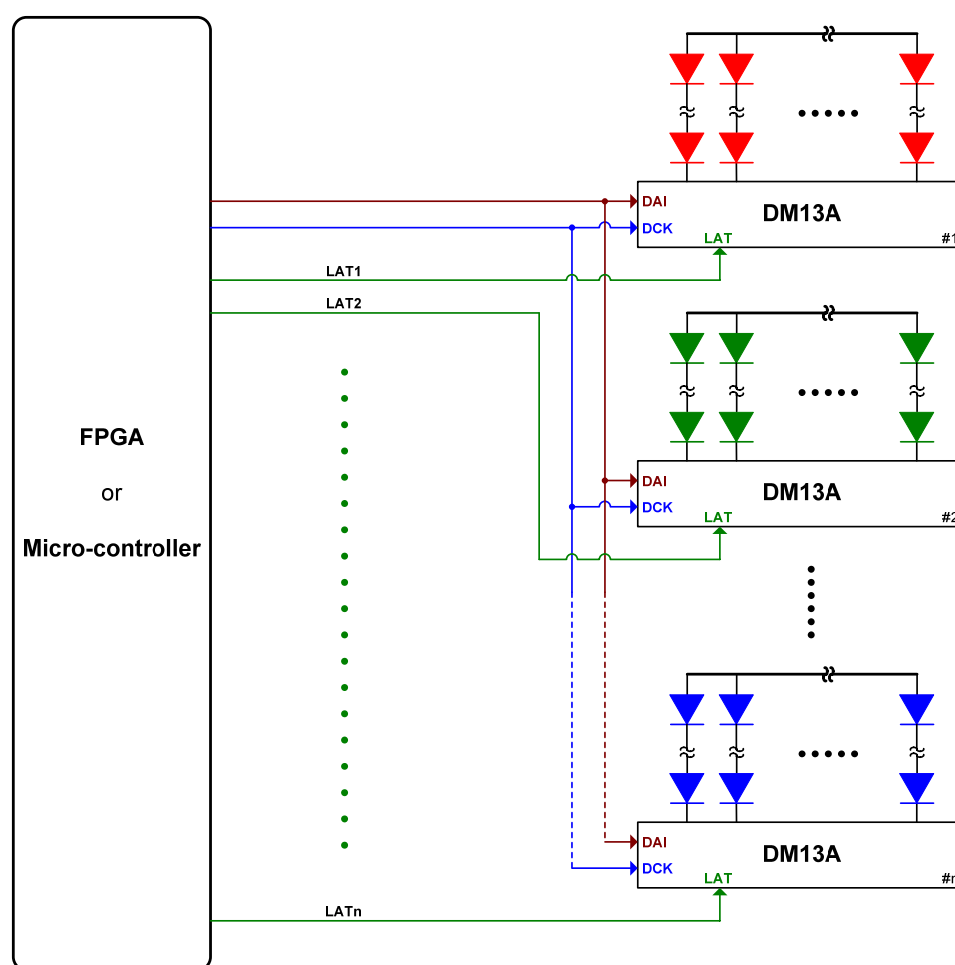 DAI
DM13A
DCK
LAT
#1
LAT1
LAT2
FPGA
or
Micro-controller
DAI
DM13A
DCK
LAT
#2
DAI
DM13A
DCK
LAT
LATn